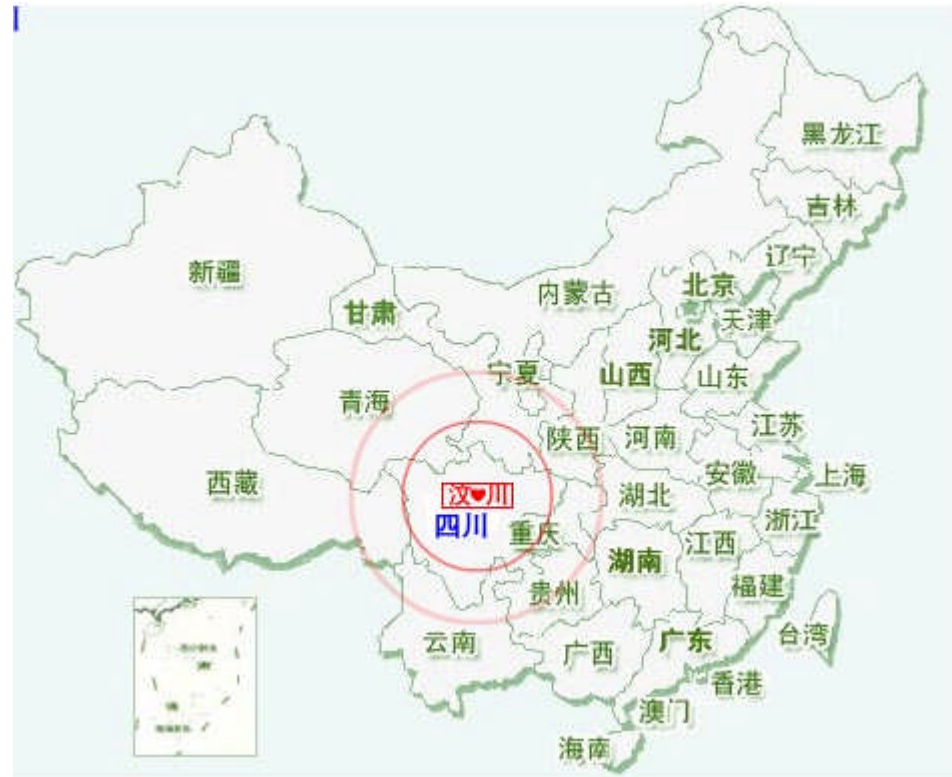 黑龙江
吉林
辽宁
新疆
内蒙古
北京
甘肃
天津
河北
宁夏
山西
山东
青海
陕西
河南
江苏
西藏
安徽
上海
汶川
湖北
四川
重庆
浙江
江西
湖南
福建
贵州
云南
广西
广东
台湾
香港
澳门
海南